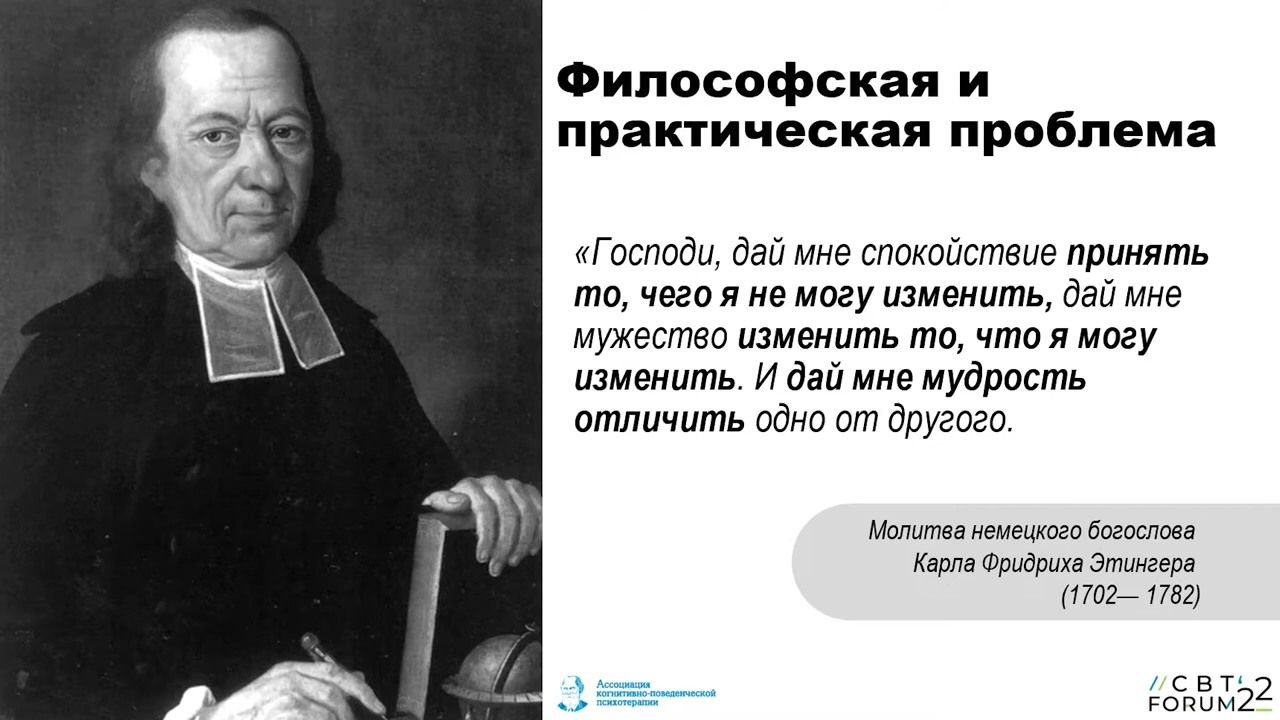 Философская и
практическая проблема
«Господи, дай мне спокойствие принять
то, чего я не могу изменить, дай мне
мужество изменить то, что я могу
изменить. И дай мне мудрость
отличить одно от другого.
Молитва немецкого богослова
Карла Фридриха Этингера
(1702— 1782)
Ассоциация
когнитивно-поведенческой
психотерапии
//CBT'
FORUM22